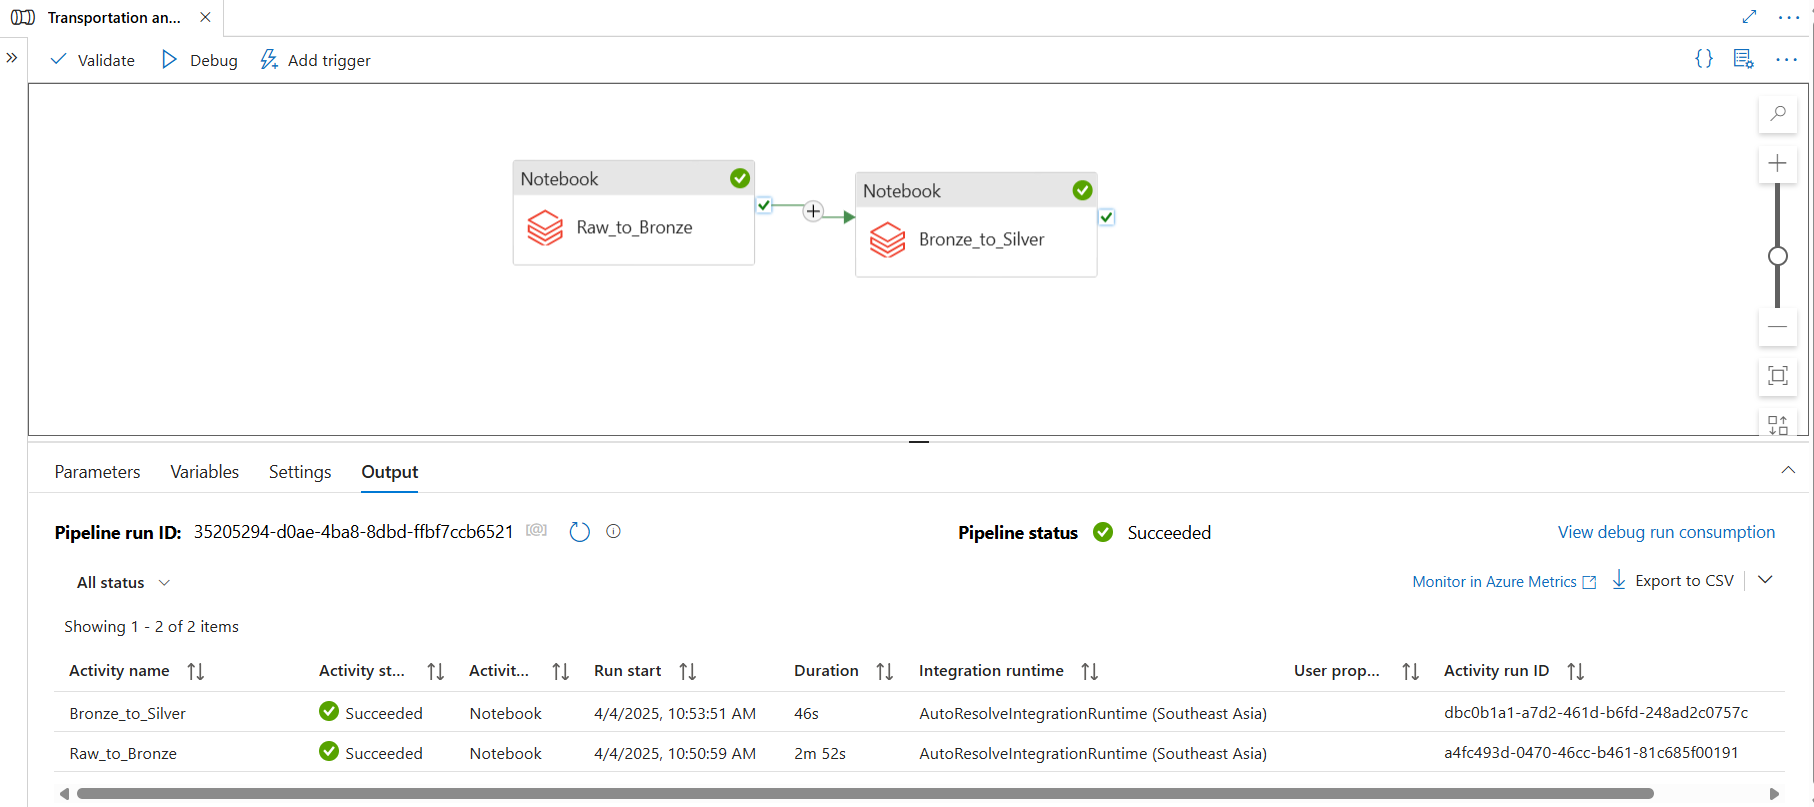 Transportation an...
Validate Debug Add trigger
Notebook
Raw_to_Bronze
Notebook
Bronze_to_Silver
Parameters Variables Settings Output
Pipeline run ID: 35205294-d0ae-4ba8-8dbd-ffbf7ccb6521 [@] Pipeline status Succeeded View debug run consumption
All status Monitor in Azure Metrics Export to CSV
Showing 1 - 2 of 2 items
Activity name Activity st... Activit... Run start Duration Integration runtime User prop... Activity run ID
Bronze_to_Silver Succeeded Notebook 4/4/2025, 10:53:51 AM 46s AutoResolveIntegrationRuntime (Southeast Asia) dbc0b1a1-a7d2-461d-b6fd-248ad2c0757c
Raw_to_Bronze Succeeded Notebook 4/4/2025, 10:50:59 AM 2m 52s AutoResolveIntegrationRuntime (Southeast Asia) a4fc493d-0470-46cc-b461-81c685f00191